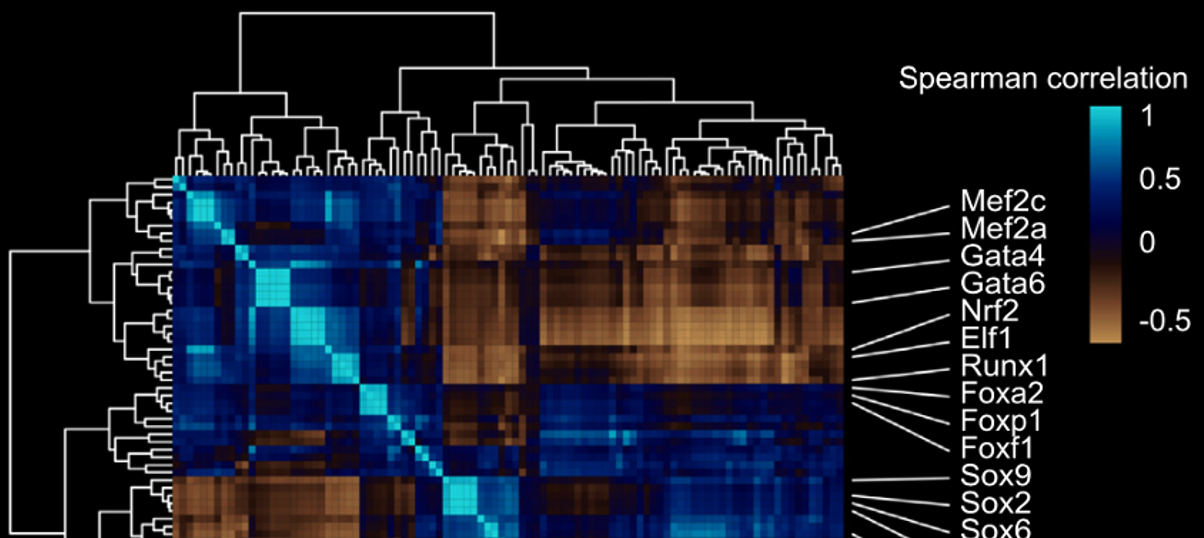 Spearman correlation
1
0.5
0
-0.5
Mef2c
Mef2a
Gata4
Gata6
Nrf2
Elf1
Runx1
Foxa2
Foxp1
Foxf1
Sox9
Sox2
Sox6